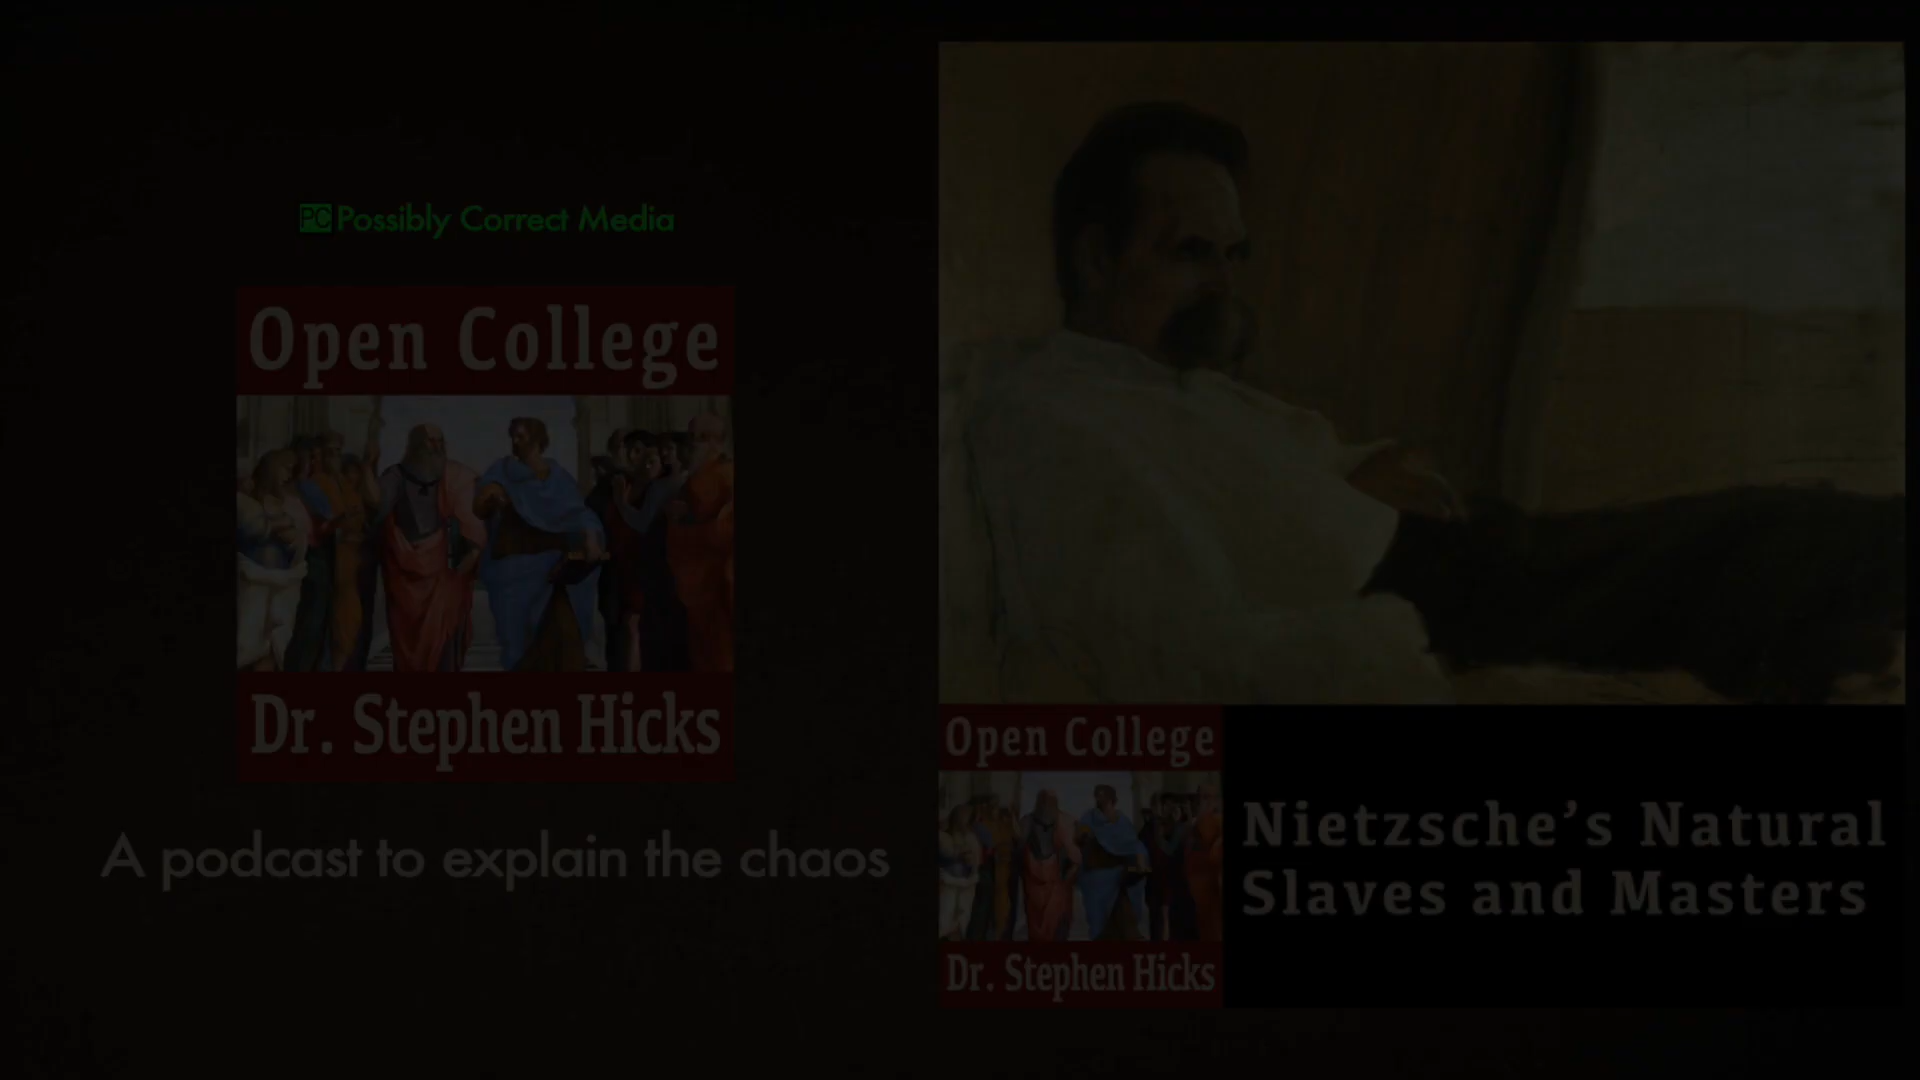 PC Possibly Correct Media
Open College
Dr. Stephen Hicks
A podcast to explain the chaos
Open College
Dr. Stephen Hicks
Nietzsche's Natural
Slaves and Masters